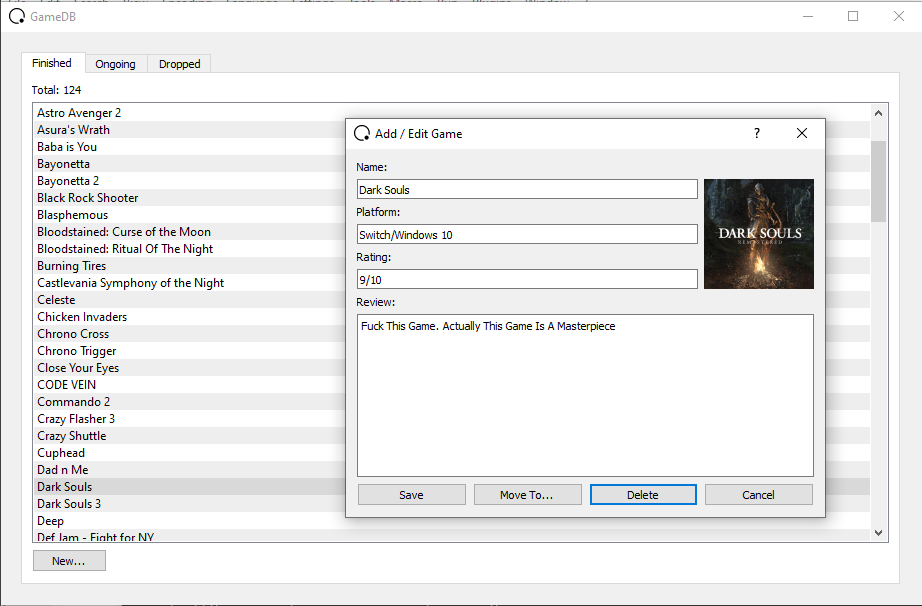 GameDB
Finished
Ongoing
Dropped
Total: 124
Astro Avenger 2
Asura's Wrath
Baba is You
Bayonetta
Bayonetta 2
Black Rock Shooter
Blasphemous
Bloodstained: Curse of the Moon
Bloodstained: Ritual Of The Night
Burning Tires
Castlevania Symphony of the Night
Celeste
Chicken Invaders
Chrono Cross
Chrono Trigger
Close Your Eyes
CODE VEIN
Commando 2
Crazy Flasher 3
Crazy Shuttle
Cuphead
Dad n Me
Dark Souls
Dark Souls 3
Deep
Def Jam - Fight for NY
New...
Add / Edit Game
?
Name:
Dark Souls
Platform:
Switch/Windows 10
Rating:
9/10
DARK SOULS
REMASTERED
Review:
Fuck This Game. Actually This Game Is A Masterpiece
Save
Move To...
Delete
Cancel